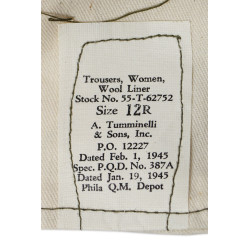 Trousers, Women,
Wool Liner
Stock No. 55-T-62752
Size 12R
A. Tumminelli
& Sons, Inc.
P.O. 12227
Dated Feb. 1, 1945
Spec. P.Q.D. No. 387A
Dated Jan. 19, 1945
Phila Q.M. Depot